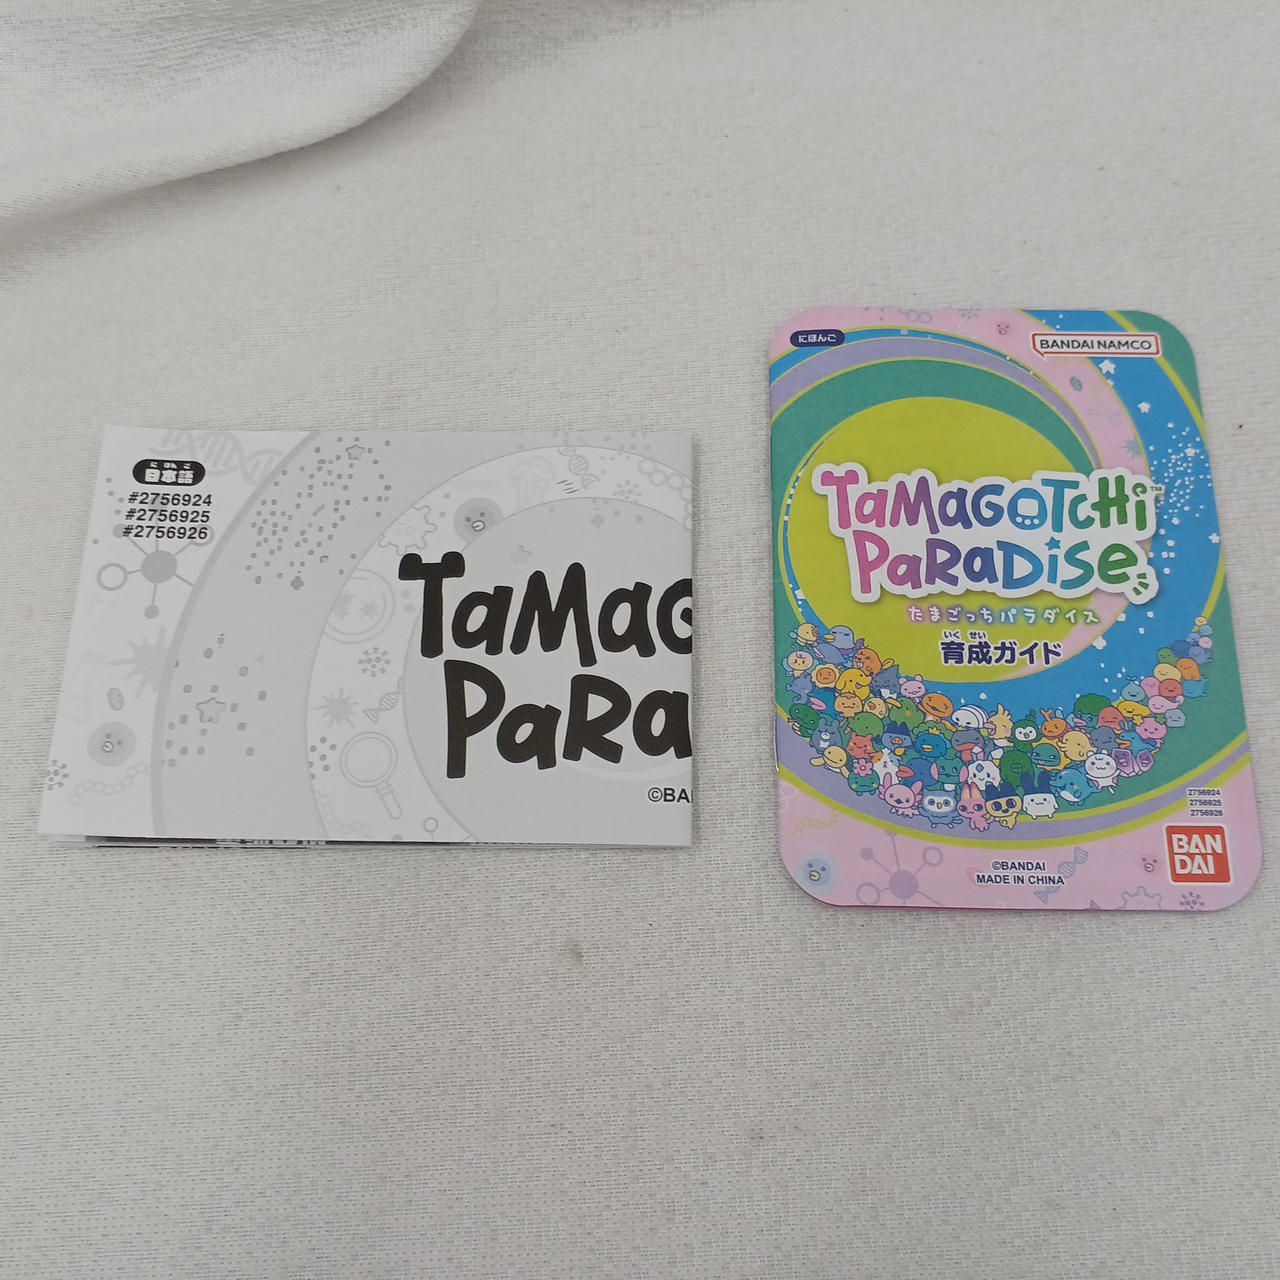 にほんご
日本語
#2756924
#2756925
#2756926
TaMaG
PaRa
©BA
にほんご
BANDAI NAMCO
TaMaGOTCHi™
PaRaDiSe
たまごっちパラダイス
いくせい
育成ガイド
2756924
2756925
2756926
©BANDAI
MADE IN CHINA
BAN
DAI